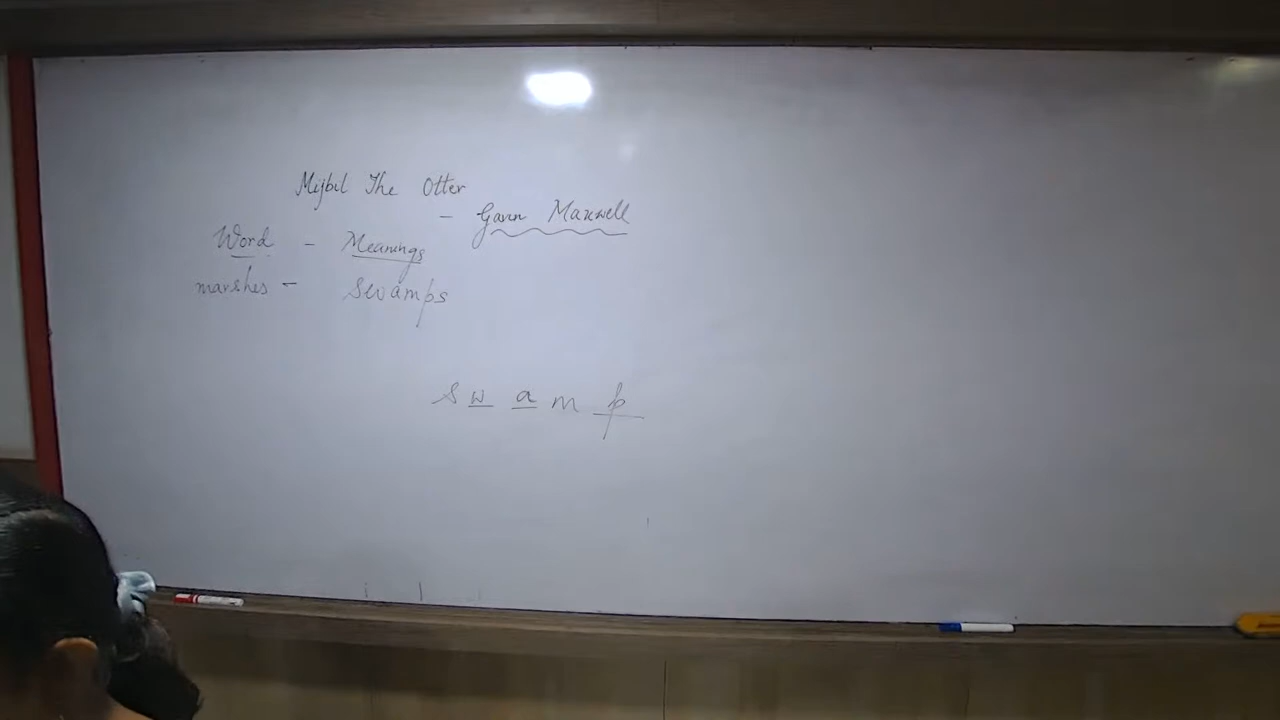 Mijbil The Otter
- Gavin Maxwell
Word - Meanings
marshes - swamps
s w a m p